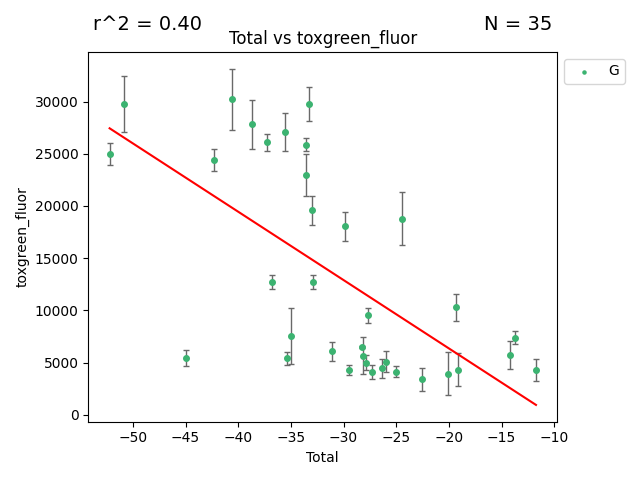 r^2 = 0.40
N = 35
Total vs toxgreen_fluor
G
30000
25000
20000
15000
10000
5000
0
toxgreen_fluor
−50
−45
−40
−35
−30
−25
−20
−15
−10
Total